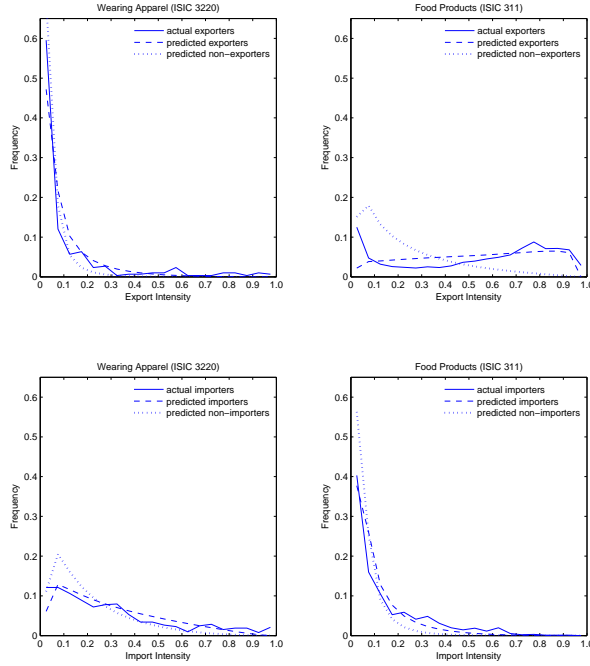 Wearing Apparel (ISIC 3220)
actual exporters
predicted exporters
predicted non−exporters
0.6
0.5
0.4
0.3
0.2
0.1
0
Frequency
0 0.1 0.2 0.3 0.4 0.5 0.6 0.7 0.8 0.9 1.0
Export Intensity
Food Products (ISIC 311)
actual exporters
predicted exporters
predicted non−exporters
0.6
0.5
0.4
0.3
0.2
0.1
0
Frequency
0 0.1 0.2 0.3 0.4 0.5 0.6 0.7 0.8 0.9 1.0
Export Intensity
Wearing Apparel (ISIC 3220)
actual importers
predicted importers
predicted non−importers
0.6
0.5
0.4
0.3
0.2
0.1
0
Frequency
0 0.1 0.2 0.3 0.4 0.5 0.6 0.7 0.8 0.9 1.0
Import Intensity
Food Products (ISIC 311)
actual importers
predicted importers
predicted non−importers
0.6
0.5
0.4
0.3
0.2
0.1
0
Frequency
0 0.1 0.2 0.3 0.4 0.5 0.6 0.7 0.8 0.9 1.0
Import Intensity